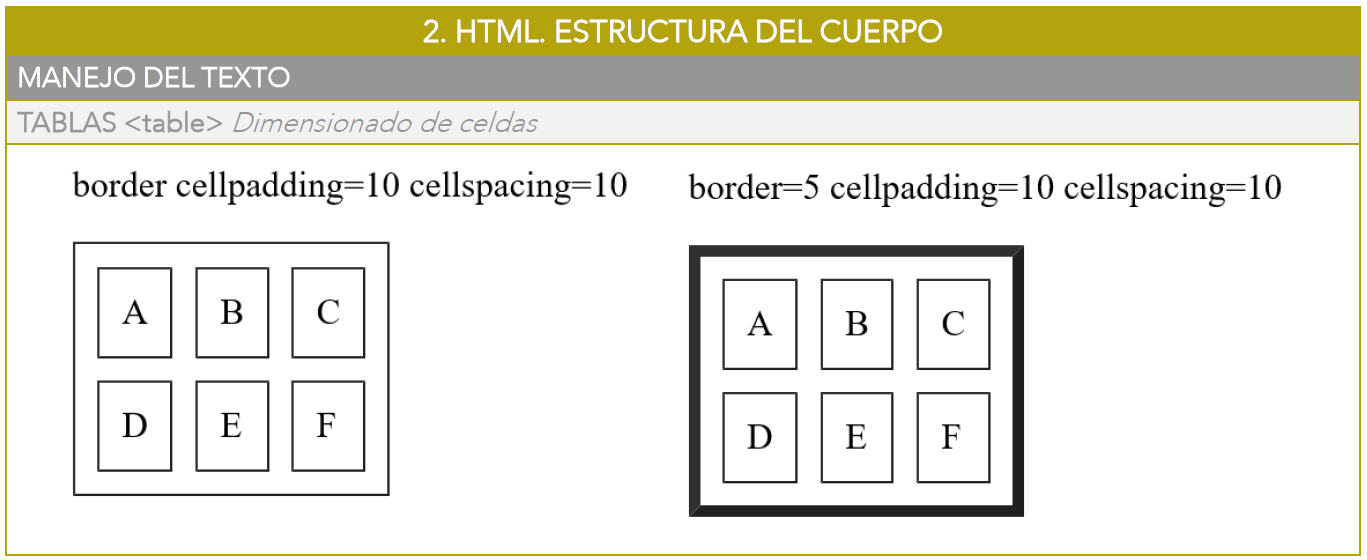 2. HTML. ESTRUCTURA DEL CUERPO
MANEJO DEL TEXTO
TABLAS <table> Dimensionado de celdas
border cellpadding=10 cellspacing=10
A B C
D E F
border=5 cellpadding=10 cellspacing=10
A B C
D E F